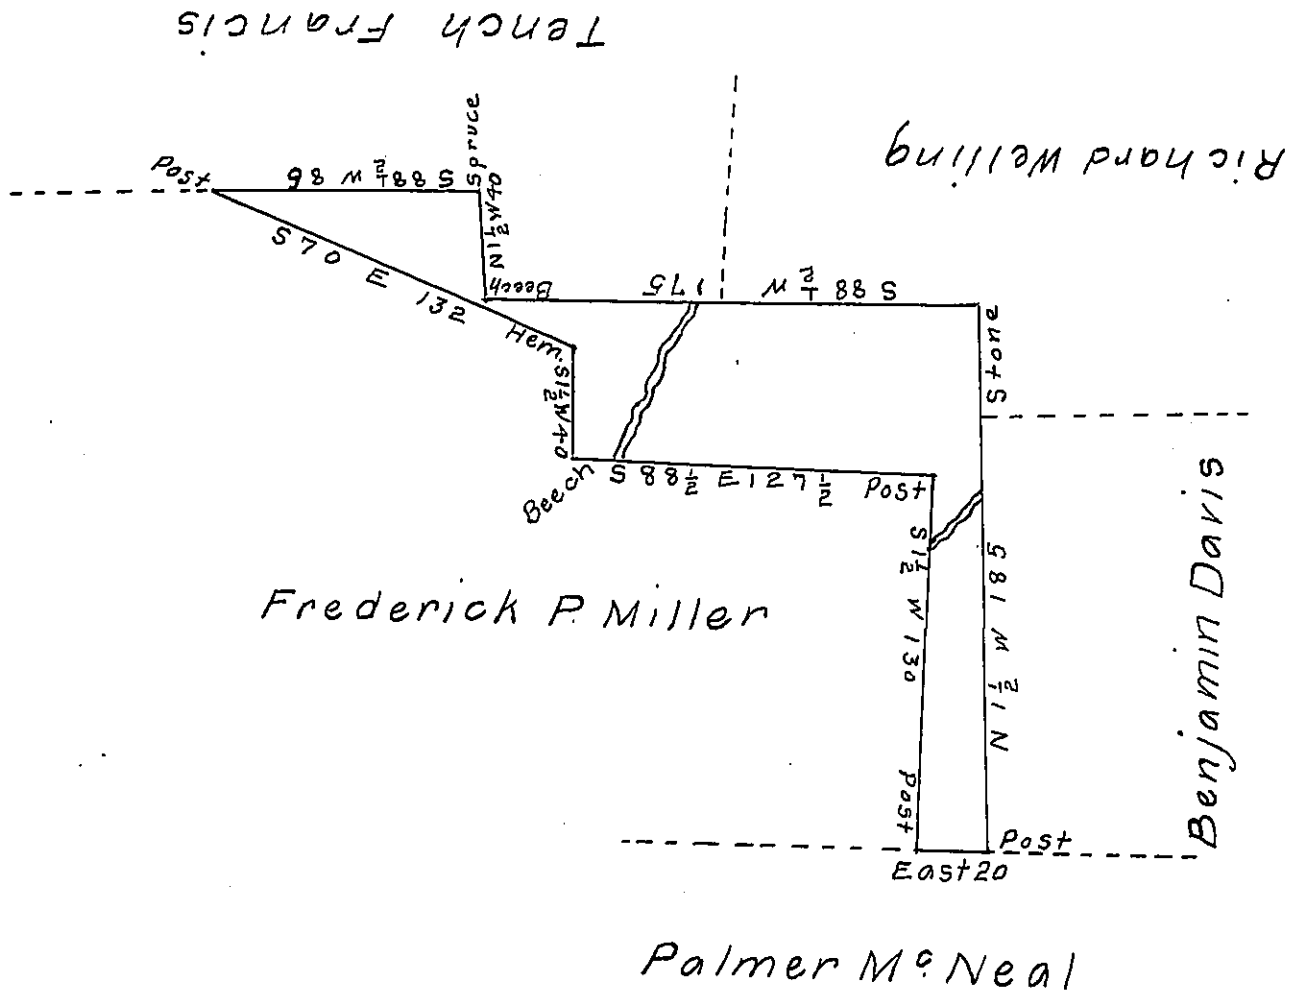 Tench Francis
Richard Welling
Spruce
Post
S 88½ W 86
N 1½ W 40
S 70 E 132
Beech
175
S 88½ W
Hem.
Stone
S 1½ W 40
Beech
S 88½ E 127½
Post
S 1½ W 130
N 1½ W 185
Benjamin Davis
Frederick P. Miller
Post
Post
East 20
Palmer Mc. Neal